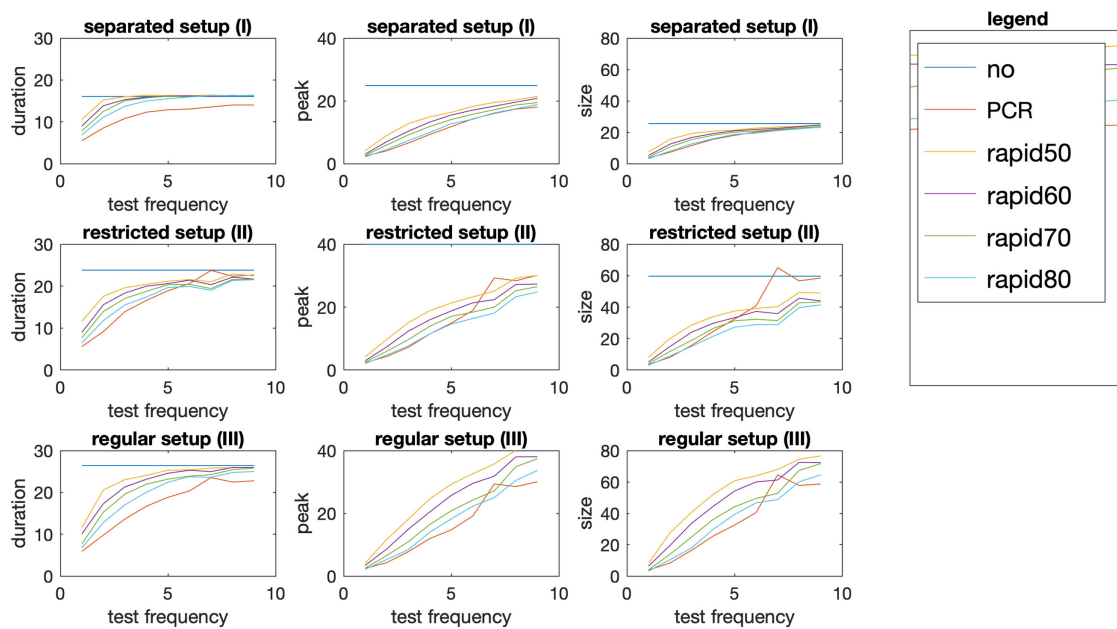 separated setup (I)
separated setup (I)
separated setup (I)
legend
30
20
10
0
duration
0
5
10
test frequency
40
20
0
peak
0
5
10
test frequency
80
60
40
20
0
size
0
5
10
test frequency
no
PCR
rapid50
rapid60
rapid70
rapid80
restricted setup (II)
restricted setup (II)
restricted setup (II)
30
20
10
0
duration
0
5
10
test frequency
40
20
0
peak
0
5
10
test frequency
80
60
40
20
0
size
0
5
10
test frequency
regular setup (III)
regular setup (III)
regular setup (III)
30
20
10
0
duration
0
5
10
test frequency
40
20
0
peak
0
5
10
test frequency
80
60
40
20
0
size
0
5
10
test frequency